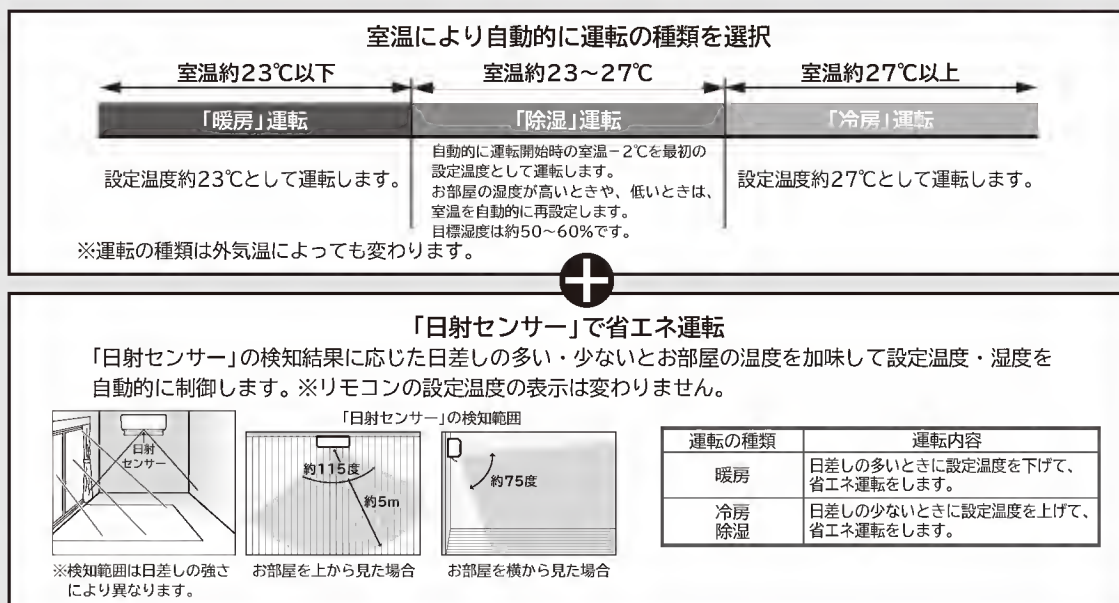 室温により自動的に運転の種類を選択
室温約23℃以下
室温約23～27℃
室温約27℃以上
「暖房」運転
「除湿」運転
「冷房」運転
設定温度約23℃として運転します。
自動的に運転開始時の室温－2℃を最初の
設定温度として運転します。
お部屋の湿度が高いときや、低いときは、
室温を自動的に再設定します。
目標湿度は約50～60%です。
設定温度約27℃として運転します。
※運転の種類は外気温によっても変わります。
「日射センサー」で省エネ運転
「日射センサー」の検知結果に応じた日差しの多い・少ないとお部屋の温度を加味して設定温度・湿度を
自動的に制御します。※リモコンの設定温度の表示は変わりません。
「日射センサー」の検知範囲
日射
センサー
約115度
約5m
約75度
※検知範囲は日差しの強さ
により異なります。
お部屋を上から見た場合
お部屋を横から見た場合
運転の種類
運転内容
暖房
日差しの多いときに設定温度を下げて、
省エネ運転をします。
冷房
除湿
日差しの少ないときに設定温度を上げて、
省エネ運転をします。